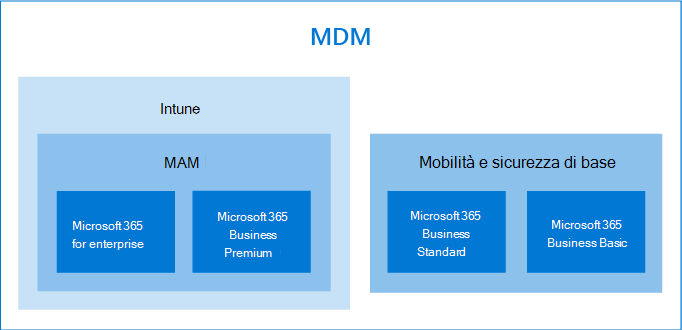 MDM
Intune
MAM
Microsoft 365
for enterprise
Microsoft 365
Business
Premium
Mobilità e sicurezza di base
Microsoft 365
Business
Standard
Microsoft 365
Business Basic